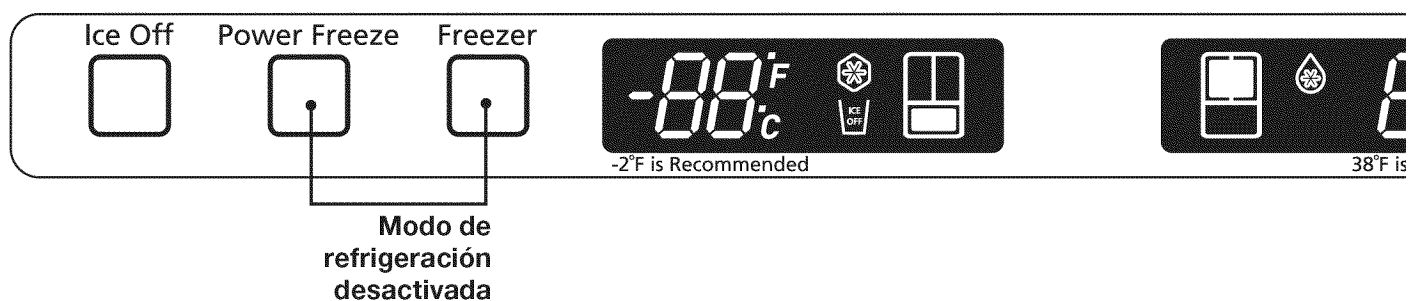 Ice Off Power Freeze Freezer
-88°F
°C
ICE
OFF
-2°F is Recommended
38°F is
Modo de
refrigeración
desactivada